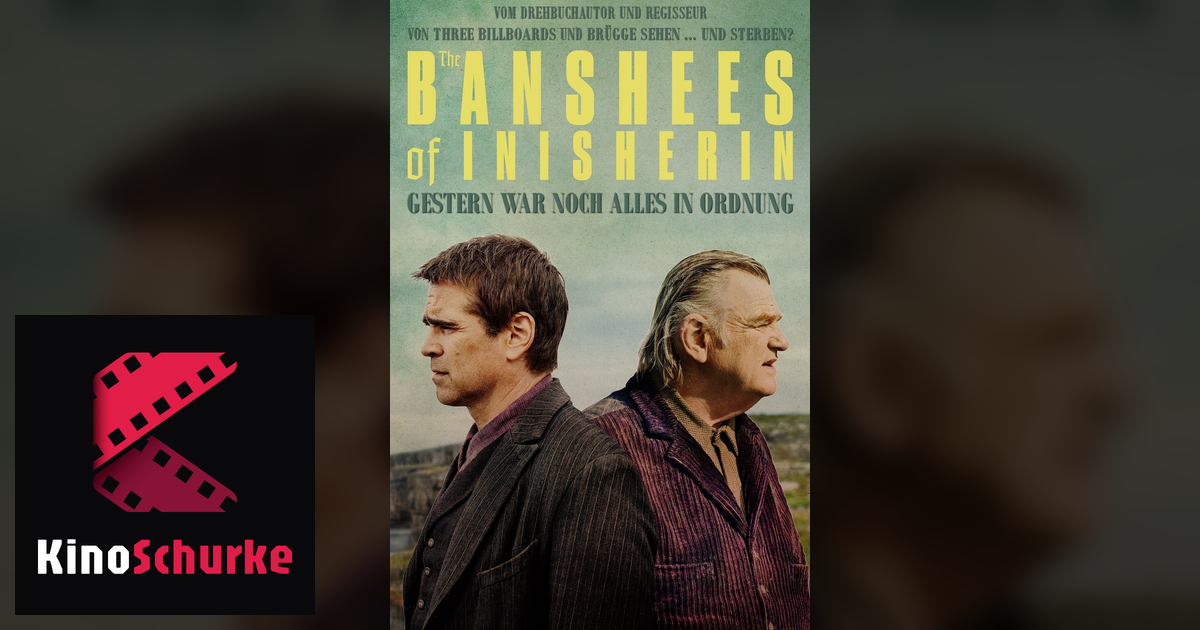 VOM DREHBUCHAUTOR UND REGISSEUR
VON THREE BILLBOARDS UND BRÜGGE SEHEN ... UND STERBEN?
The BANSHEES
of INISHERIN
GESTERN WAR NOCH ALLES IN ORDNUNG
KinoSchurke